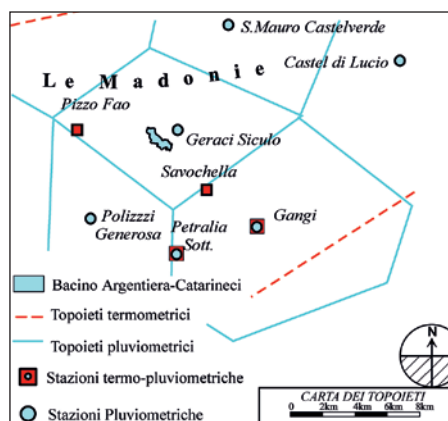 S.Mauro Castelverde
Castel di Lucio
Le Madonie
Pizzo Fao
Geraci Siculo
Savochella
Polizzzi
Generosa
Petralia
Sott.
Gangi
Bacino Argentiera-Catarineci
Topoieti termometrici
Topoieti pluviometrici
Stazioni termo-pluviometriche
Stazioni Pluviometriche
N
CARTA DEI TOPOIETI
0 2km 4km 6km 8km